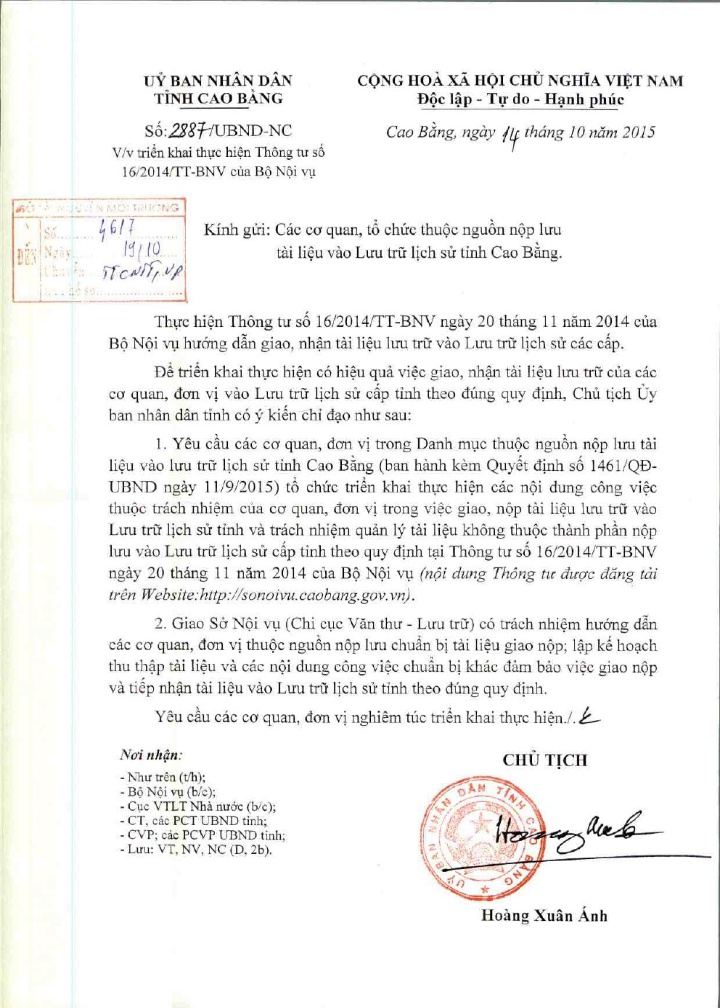 UỶ BAN NHÂN DÂN
TỈNH CAO BẰNG
CỘNG HOÀ XÃ HỘI CHỦ NGHĨA VIỆT NAM
Độc lập - Tự do - Hạnh phúc
Số: 2887/UBND-NC
V/v triển khai thực hiện Thông tư số
16/2014/TT-BNV của Bộ Nội vụ
Cao Bằng, ngày 14 tháng 10 năm 2015
SỞ TÀI NGUYÊN MÔI TRƯỜNG
ĐẾN
Số 4617
Ngày 19/10
Chuyển TTCNTT, VP
Kính gửi: Các cơ quan, tổ chức thuộc nguồn nộp lưu
tài liệu vào Lưu trữ lịch sử tỉnh Cao Bằng.
Thực hiện Thông tư số 16/2014/TT-BNV ngày 20 tháng 11 năm 2014 của
Bộ Nội vụ hướng dẫn giao, nhận tài liệu lưu trữ vào Lưu trữ lịch sử các cấp.
Để triển khai thực hiện có hiệu quả việc giao, nhận tài liệu lưu trữ của các
cơ quan, đơn vị vào Lưu trữ lịch sử cấp tỉnh theo đúng quy định, Chủ tịch Ủy
ban nhân dân tỉnh có ý kiến chỉ đạo như sau:
1. Yêu cầu các cơ quan, đơn vị trong Danh mục thuộc nguồn nộp lưu tài
liệu vào lưu trữ lịch sử tỉnh Cao Bằng (ban hành kèm Quyết định số 1461/QĐ-
UBND ngày 11/9/2015) tổ chức triển khai thực hiện các nội dung công việc
thuộc trách nhiệm của cơ quan, đơn vị trong việc giao, nộp tài liệu lưu trữ vào
Lưu trữ lịch sử tỉnh và trách nhiệm quản lý tài liệu không thuộc thành phần nộp
lưu vào Lưu trữ lịch sử cấp tỉnh theo quy định tại Thông tư số 16/2014/TT-BNV
ngày 20 tháng 11 năm 2014 của Bộ Nội vụ (nội dung Thông tư được đăng tải
trên Website:http://sonoivu.caobang.gov.vn).
2. Giao Sở Nội vụ (Chi cục Văn thư - Lưu trữ) có trách nhiệm hướng dẫn
các cơ quan, đơn vị thuộc nguồn nộp lưu chuẩn bị tài liệu giao nộp; lập kế hoạch
thu thập tài liệu và các nội dung công việc chuẩn bị khác đảm bảo việc giao nộp
và tiếp nhận tài liệu vào Lưu trữ lịch sử tỉnh theo đúng quy định.
Yêu cầu các cơ quan, đơn vị nghiêm túc triển khai thực hiện./.
Nơi nhận:
- Như trên (t/h);
- Bộ Nội vụ (b/c);
- Cục VTLT Nhà nước (b/c);
- CT, các PCT UBND tỉnh;
- CVP; các PCVP UBND tỉnh;
- Lưu: VT, NV, NC (D, 2b).
CHỦ TỊCH
ỦY BAN NHÂN DÂN TỈNH CAO BẰNG
Hoàng Xuân Ánh